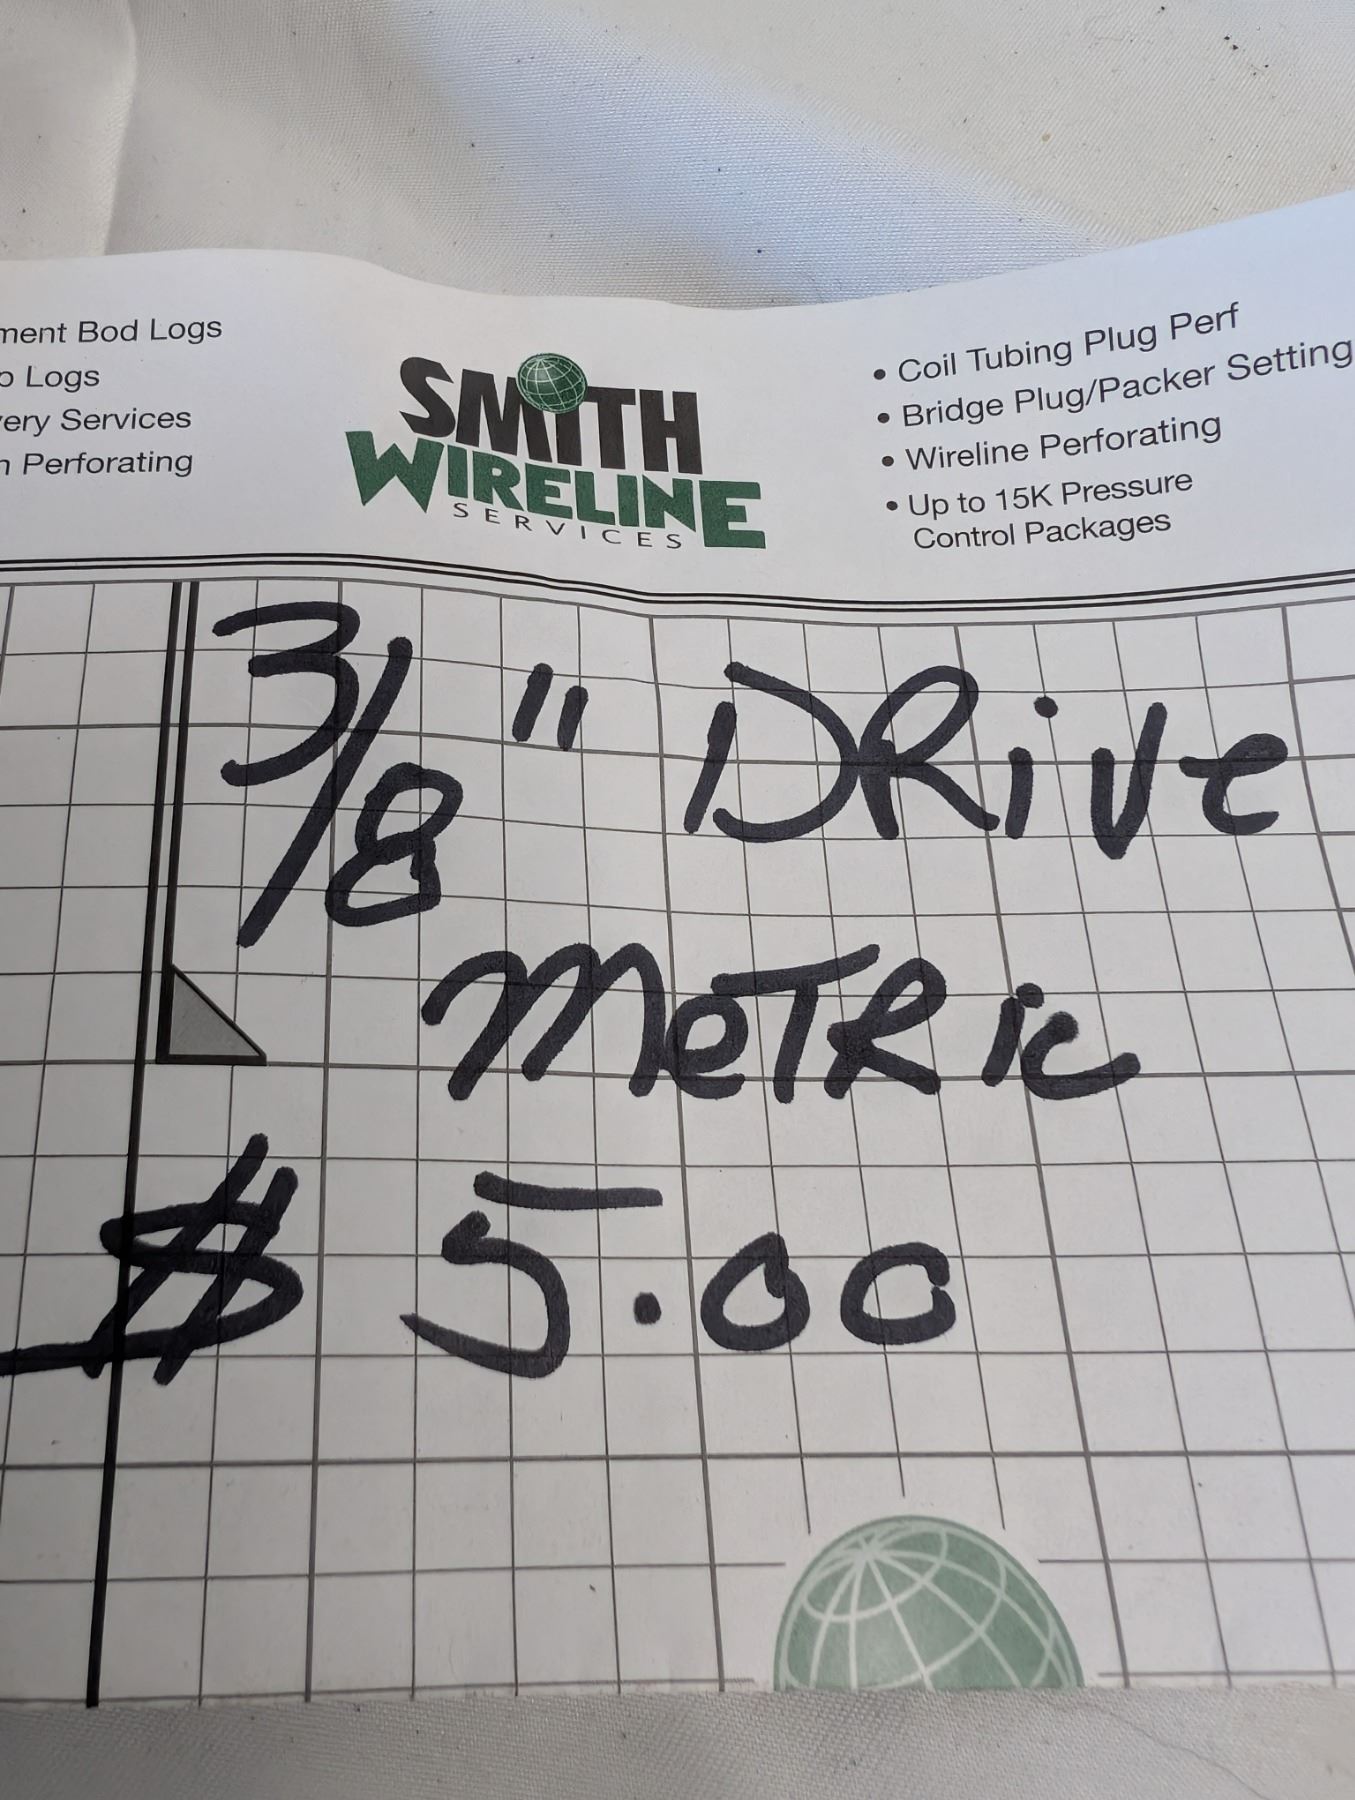 ment Bod Logs
Logs
ery Services
Perforating
SMITH
WIRELINE
SERVICES
• Coil Tubing Plug Perf
• Bridge Plug/Packer Setting
• Wireline Perforating
• Up to 15K Pressure
Control Packages
3/8" DRive
MeTRic
$ 5.00